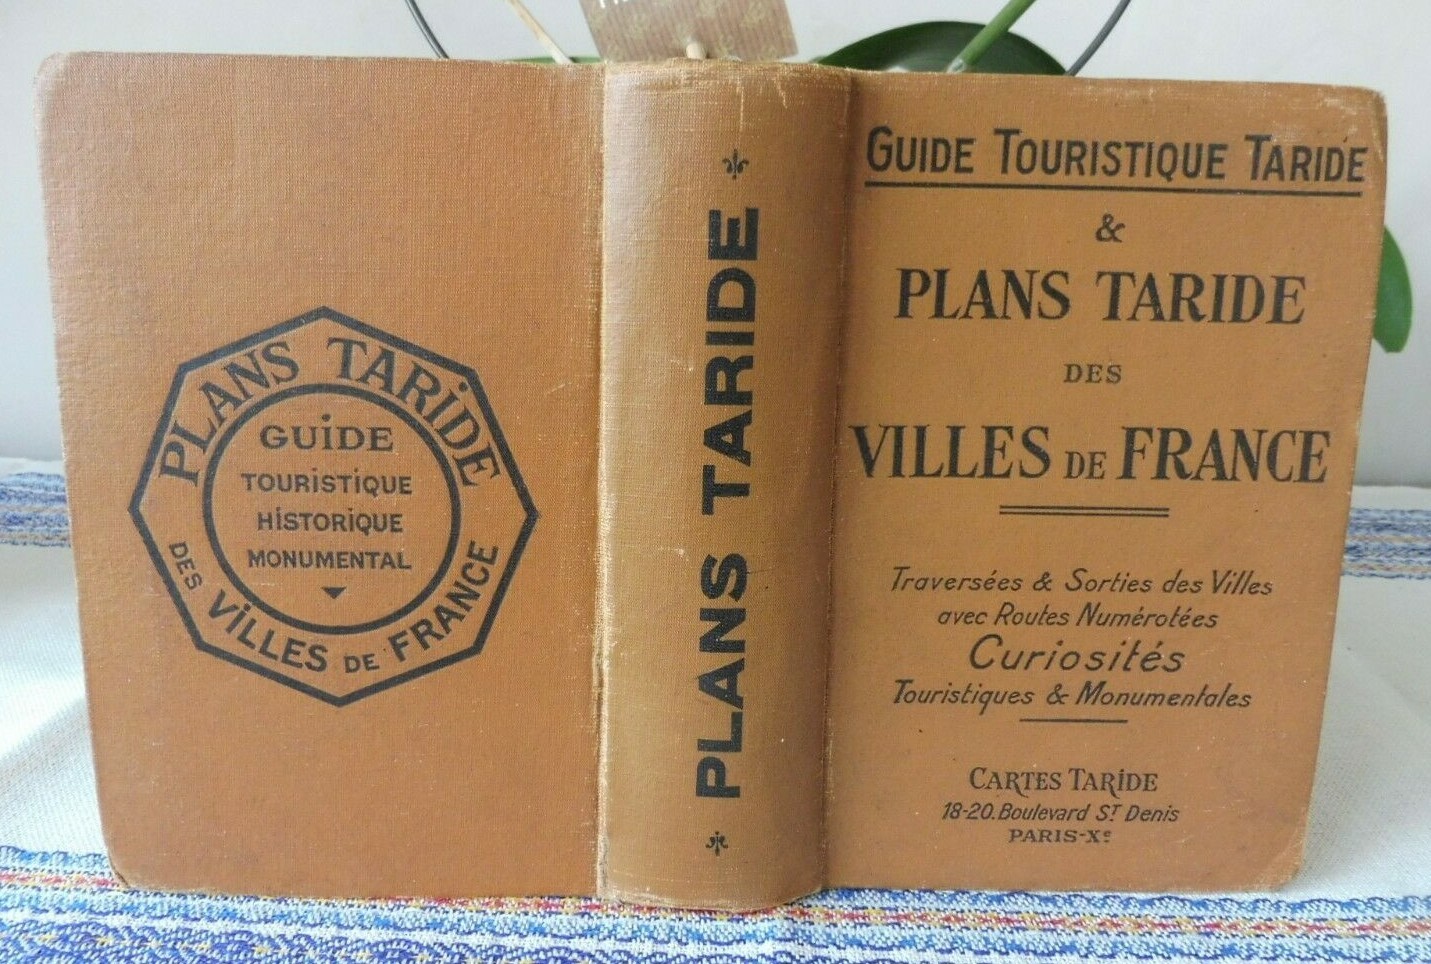 PLANS TARIDE
GUIDE
TOURISTIQUE
HISTORIQUE
MONUMENTAL
DES VILLES DE FRANCE
PLANS TARIDE
GUIDE TOURISTIQUE TARIDE
&
PLANS TARIDE
DES
VILLES DE FRANCE
Traversées & Sorties des Villes
avec Routes Numérotées
Curiosités
Touristiques & Monumentales
CARTES TARIDE
18-20. Boulevard ST Denis
PARIS-Xe